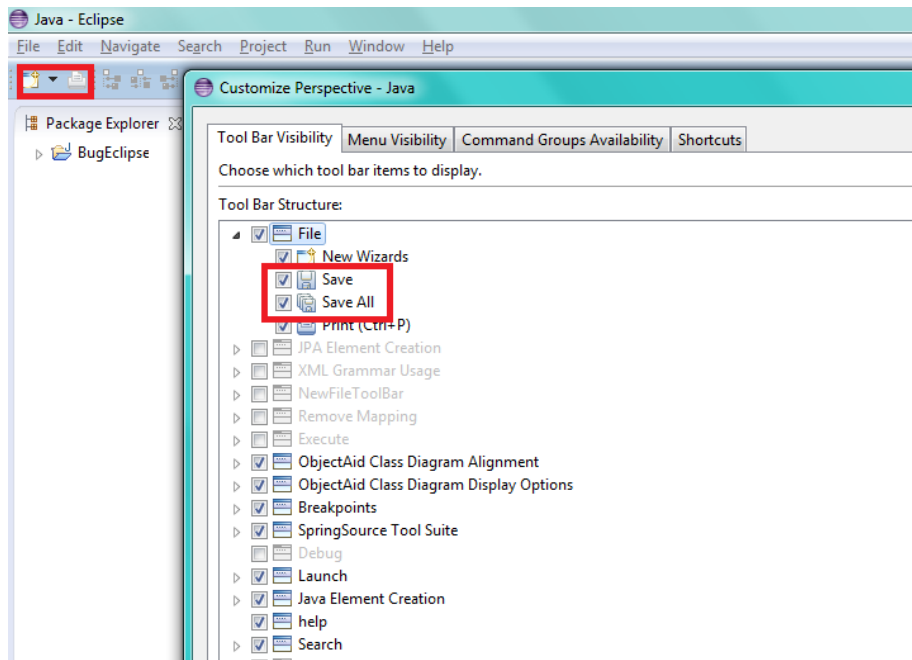 Java - Eclipse
File Edit Navigate Search Project Run Window Help
Customize Perspective - Java
Package Explorer
BugEclipse
Tool Bar Visibility Menu Visibility Command Groups Availability Shortcuts
Choose which tool bar items to display.
Tool Bar Structure:
File
New Wizards
Save
Save All
Print (Ctrl+P)
JPA Element Creation
XML Grammar Usage
NewFileToolBar
Remove Mapping
Execute
ObjectAid Class Diagram Alignment
ObjectAid Class Diagram Display Options
Breakpoints
SpringSource Tool Suite
Debug
Launch
Java Element Creation
help
Search